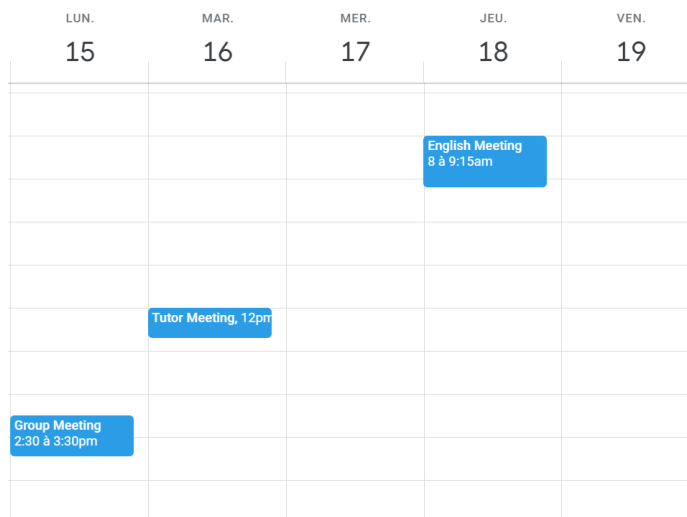 LUN.
MAR.
MER.
JEU.
VEN.
15
16
17
18
19
English Meeting
8 à 9:15am
Tutor Meeting, 12pm
Group Meeting
2:30 à 3:30pm